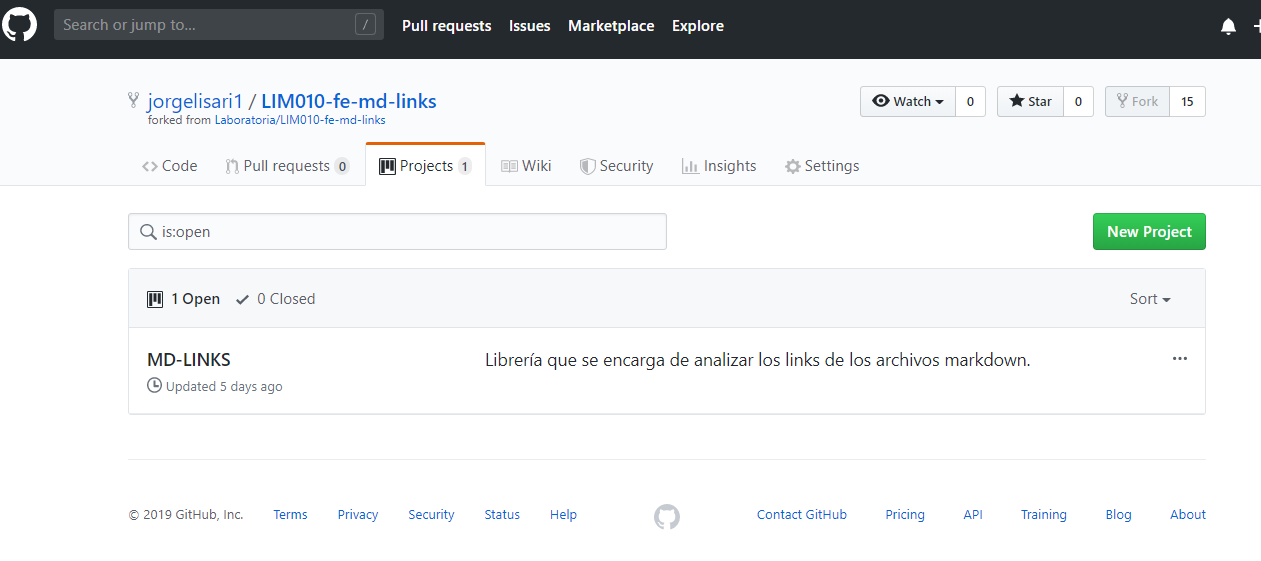 Search or jump to... / Pull requests Issues Marketplace Explore
jorgelisari1 / LIM010-fe-md-links Watch 0 Star 0 Fork 15
forked from Laboratoria/LIM010-fe-md-links
Code Pull requests 0 Projects 1 Wiki Security Insights Settings
is:open New Project
1 Open 0 Closed Sort
MD-LINKS Librería que se encarga de analizar los links de los archivos markdown. ...
Updated 5 days ago
© 2019 GitHub, Inc. Terms Privacy Security Status Help Contact GitHub Pricing API Training Blog About